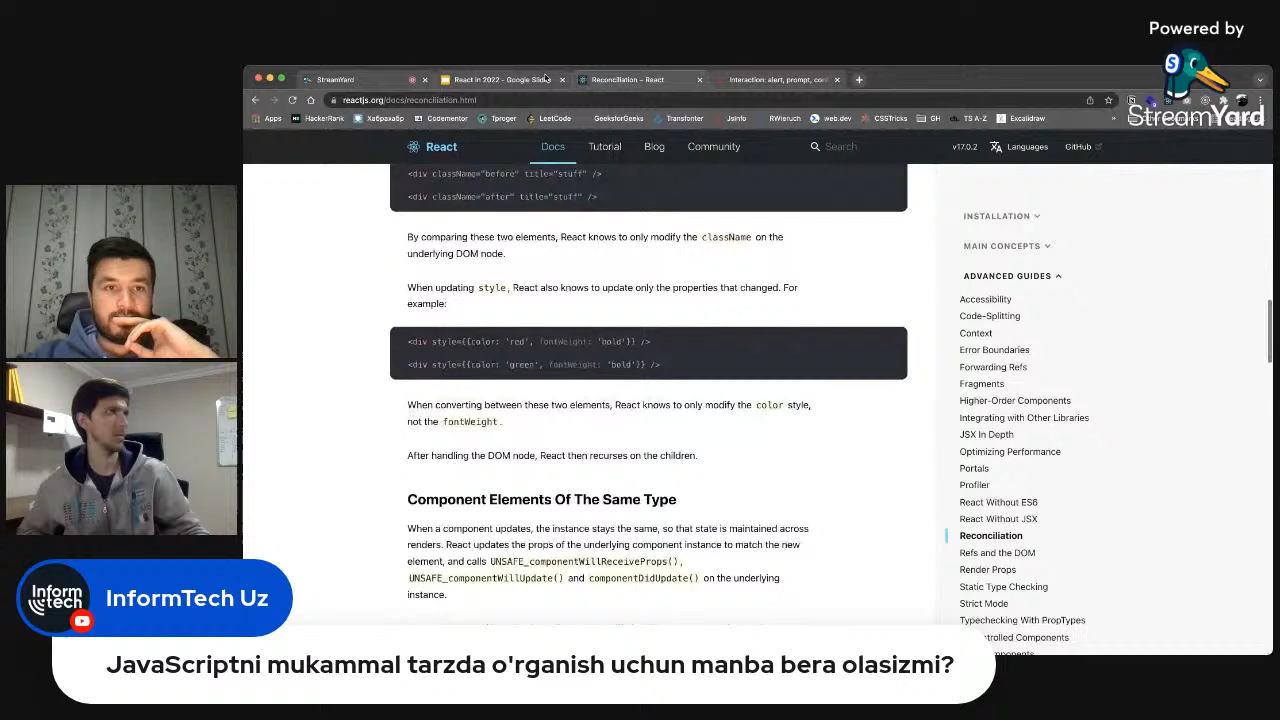 Powered by
StreamYard
StreamYard
React in 2022 - Google Slides
Reconciliation – React
Interaction: alert, prompt, con
reactjs.org/docs/reconciliation.html
Apps
HackerRank
Хабрахабр
Codementor
Tproger
LeetCode
GeeksforGeeks
Transfonter
JsInfo
RWieruch
web.dev
CSSTricks
GH
TS A-Z
Excalidraw
React
Docs
Tutorial
Blog
Community
Search
v17.0.2
Languages
GitHub
<div className="before" title="stuff" />
<div className="after" title="stuff" />
By comparing these two elements, React knows to only modify the className on the
underlying DOM node.
When updating style, React also knows to update only the properties that changed. For
example:
<div style={{color: 'red', fontWeight: 'bold'}} />
<div style={{color: 'green', fontWeight: 'bold'}} />
When converting between these two elements, React knows to only modify the color style,
not the fontWeight.
After handling the DOM node, React then recurses on the children.
Component Elements Of The Same Type
When a component updates, the instance stays the same, so that state is maintained across
renders. React updates the props of the underlying component instance to match the new
element, and calls UNSAFE_componentWillReceiveProps(),
UNSAFE_componentWillUpdate() and componentDidUpdate() on the underlying
instance.
INSTALLATION
MAIN CONCEPTS
ADVANCED GUIDES
Accessibility
Code-Splitting
Context
Error Boundaries
Forwarding Refs
Fragments
Higher-Order Components
Integrating with Other Libraries
JSX In Depth
Optimizing Performance
Portals
Profiler
React Without ES6
React Without JSX
Reconciliation
Refs and the DOM
Render Props
Static Type Checking
Strict Mode
Typechecking With PropTypes
Components
Inform
tech
InformTech Uz
JavaScriptni mukammal tarzda o'rganish uchun manba bera olasizmi?